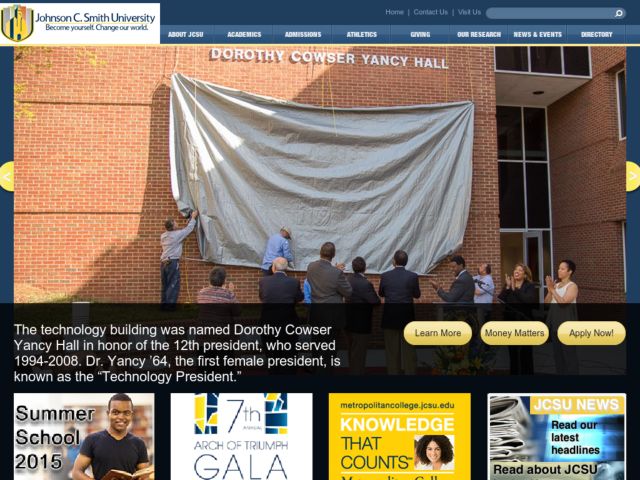 Johnson C. Smith University
Become yourself. Change our world.
Home | Contact Us | Visit Us
ABOUT JCSU
ACADEMICS
ADMISSIONS
ATHLETICS
GIVING
OUR RESEARCH
NEWS & EVENTS
DIRECTORY
DOROTHY COWSER YANCY HALL
<
>
The technology building was named Dorothy Cowser
Yancy Hall in honor of the 12th president, who served
1994-2008. Dr. Yancy '64, the first female president, is
known as the “Technology President.”
Learn More
Money Matters
Apply Now!
Summer
School
2015
7th
ANNUAL
ARCH OF TRIUMPH
GALA
metropolitancollege.jcsu.edu
KNOWLEDGE
THAT
COUNTS
Metropolitan College
JCSU NEWS
Read our
latest
headlines
Read about JCSU